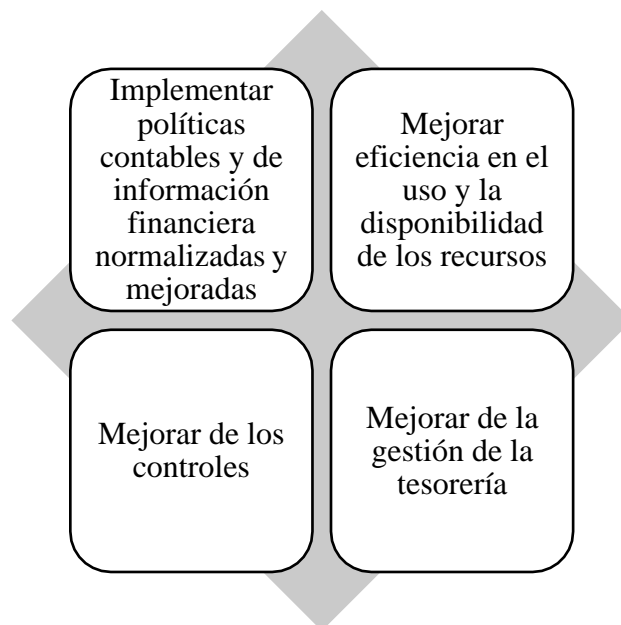 Implementar
políticas
contables y de
información
financiera
normalizadas y
mejoradas
Mejorar
eficiencia en el
uso y la
disponibilidad
de los recursos
Mejorar de los
controles
Mejorar de la
gestión de la
tesorería